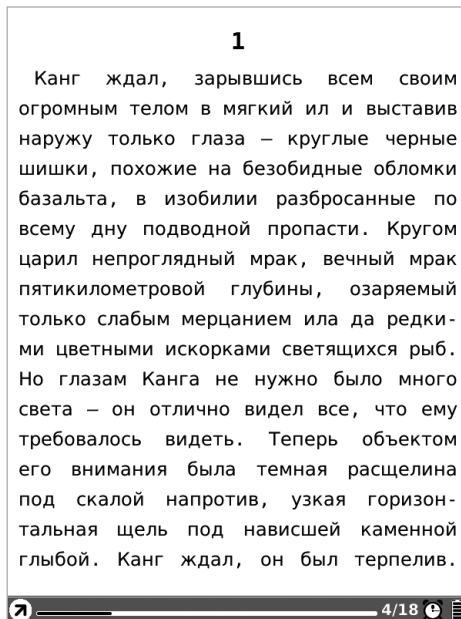 1
Канг ждал, зарывшись всем своим
огромным телом в мягкий ил и выставив
наружу только глаза — круглые черные
шишки, похожие на безобидные обломки
базальта, в изобилии разбросанные по
всему дну подводной пропасти. Кругом
царил непроглядный мрак, вечный мрак
пятикилометровой глубины, озаряемый
только слабым мерцанием ила да редки-
ми цветными искорками светящихся рыб.
Но глазам Канга не нужно было много
света — он отлично видел все, что ему
требовалось видеть. Теперь объектом
его внимания была темная расщелина
под скалой напротив, узкая горизон-
тальная щель под нависшей каменной
глыбой. Канг ждал, он был терпелив.
4/18